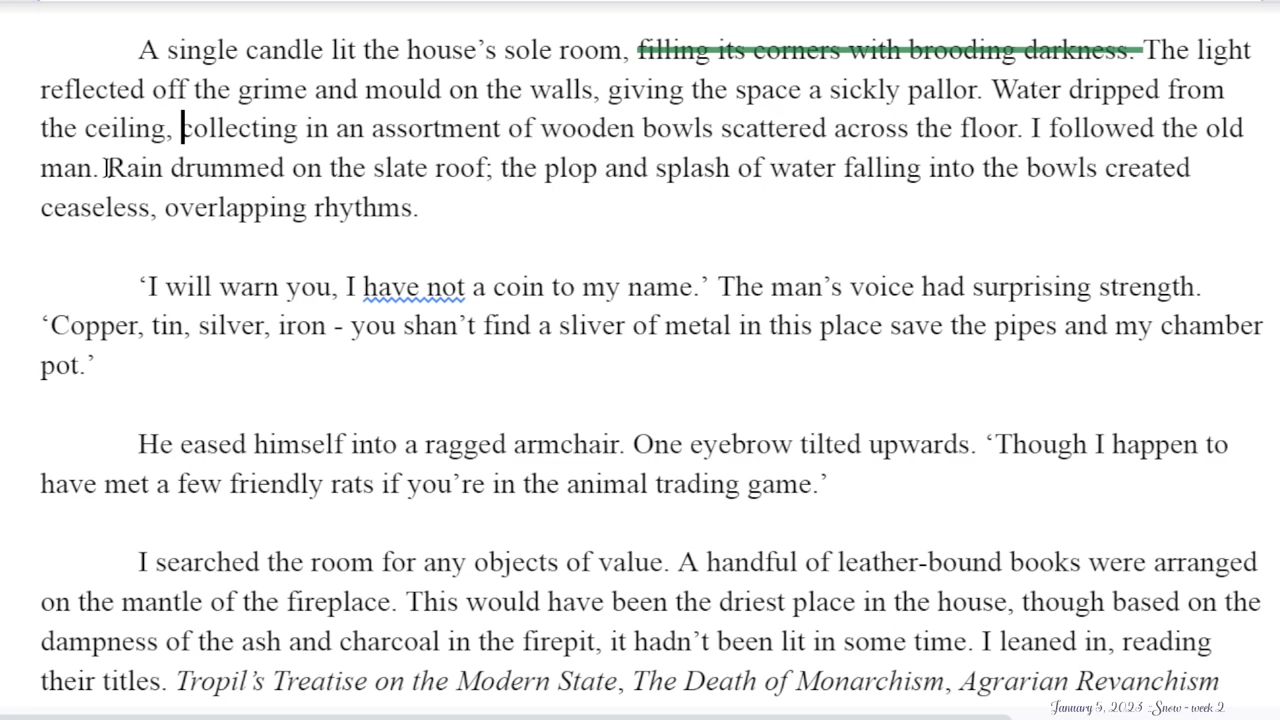 A single candle lit the house’s sole room, filling its corners with brooding darkness. The light
reflected off the grime and mould on the walls, giving the space a sickly pallor. Water dripped from
the ceiling, collecting in an assortment of wooden bowls scattered across the floor. I followed the old
man. Rain drummed on the slate roof; the plop and splash of water falling into the bowls created
ceaseless, overlapping rhythms.
‘I will warn you, I have not a coin to my name.’ The man’s voice had surprising strength.
‘Copper, tin, silver, iron - you shan’t find a sliver of metal in this place save the pipes and my chamber
pot.’
He eased himself into a ragged armchair. One eyebrow tilted upwards. ‘Though I happen to
have met a few friendly rats if you’re in the animal trading game.’
I searched the room for any objects of value. A handful of leather-bound books were arranged
on the mantle of the fireplace. This would have been the driest place in the house, though based on the
dampness of the ash and charcoal in the firepit, it hadn’t been lit in some time. I leaned in, reading
their titles. Tropil’s Treatise on the Modern State, The Death of Monarchism, Agrarian Revanchism
January 5, 2023 - Snow - week 2